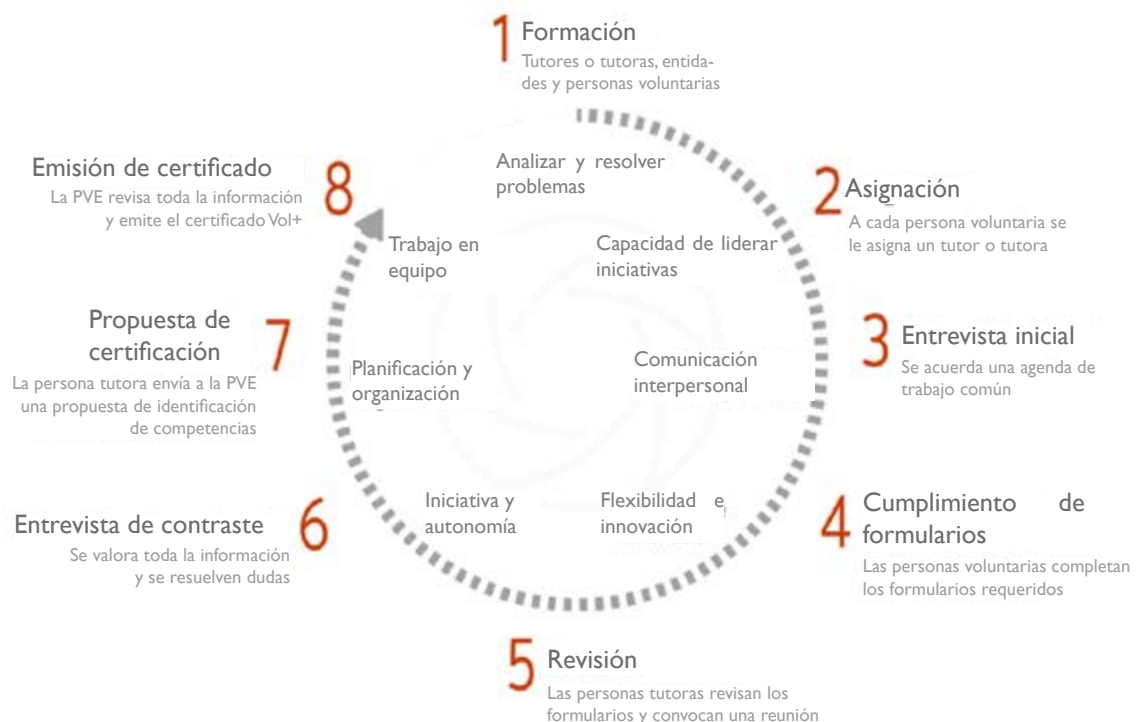 1 Formación
Tutores o tutoras, entida-
des y personas voluntarias
2 Asignación
A cada persona voluntaria se
le asigna un tutor o tutora
3 Entrevista inicial
Se acuerda una agenda de
trabajo común
4 Cumplimiento de
formularios
Las personas voluntarias completan
los formularios requeridos
5 Revisión
Las personas tutoras revisan los
formularios y convocan una reunión
Entrevista de contraste 6
Se valora toda la información
y se resuelven dudas
Propuesta de
certificación 7
La persona tutora envía a la PVE
una propuesta de identificación
de competencias
Emisión de certificado 8
La PVE revisa toda la información
y emite el certificado Vol+
Analizar y resolver
problemas
Capacidad de liderar
iniciativas
Comunicación
interpersonal
Flexibilidad e
innovación
Iniciativa y
autonomía
Planificación y
organización
Trabajo en
equipo